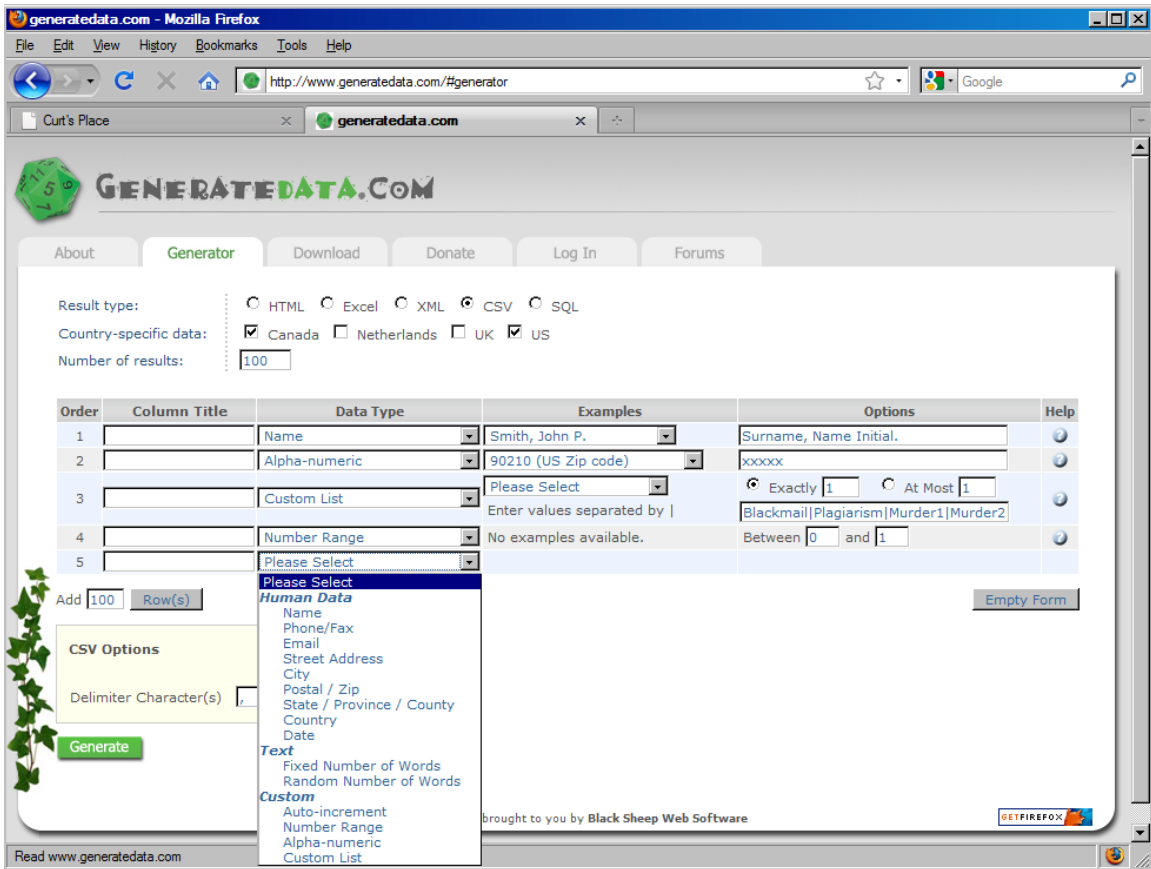 generatedata.com - Mozilla Firefox
File Edit View History Bookmarks Tools Help
http://www.generatedata.com/#generator Google
Curt's Place generatedata.com
GENERATEDATA.COM
About Generator Download Donate Log In Forums
Result type: HTML Excel XML CSV SQL
Country-specific data: Canada Netherlands UK US
Number of results: 100
Order Column Title Data Type Examples Options Help
1 Name Smith, John P. Surname, Name Initial.
2 Alpha-numeric 90210 (US Zip code) xxxxx
3 Custom List Please Select Exactly 1 At Most 1
Enter values separated by | Blackmail|Plagiarism|Murder1|Murder2
4 Number Range No examples available. Between 0 and 1
5 Please Select
Please Select
Human Data
Name
Phone/Fax
Email
Street Address
City
Postal / Zip
State / Province / County
Country
Date
Text
Fixed Number of Words
Random Number of Words
Custom
Auto-increment
Number Range
Alpha-numeric
Custom List
Add 100 Row(s) Empty Form
CSV Options
Delimiter Character(s) ,
Generate
brought to you by Black Sheep Web Software
GETFIREFOX
Read www.generatedata.com